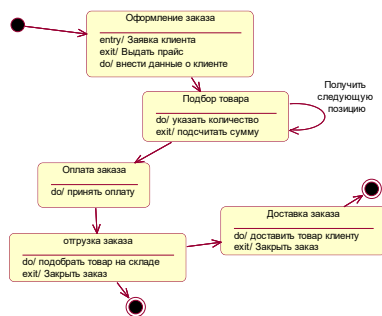 Оформление заказа
entry/ Заявка клиента
exit/ Выдать прайс
do/ внести данные о клиенте
Подбор товара
do/ указать количество
exit/ подсчитать сумму
Получить
следующую
позицию
Оплата заказа
do/ принять оплату
отгрузка заказа
do/ подобрать товар на складе
exit/ Закрыть заказ
Доставка заказа
do/ доставить товар клиенту
exit/ Закрыть заказ